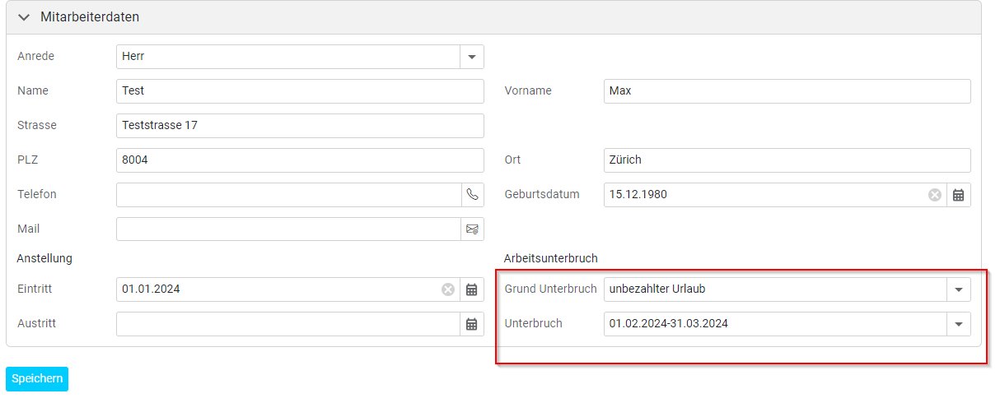 Mitarbeiterdaten
Anrede Herr
Name Test Vorname Max
Strasse Teststrasse 17
PLZ 8004 Ort Zürich
Telefon Geburtsdatum 15.12.1980
Mail
Anstellung Arbeitsunterbruch
Eintritt 01.01.2024 Grund Unterbruch unbezahlter Urlaub
Austritt Unterbruch 01.02.2024-31.03.2024
Speichern